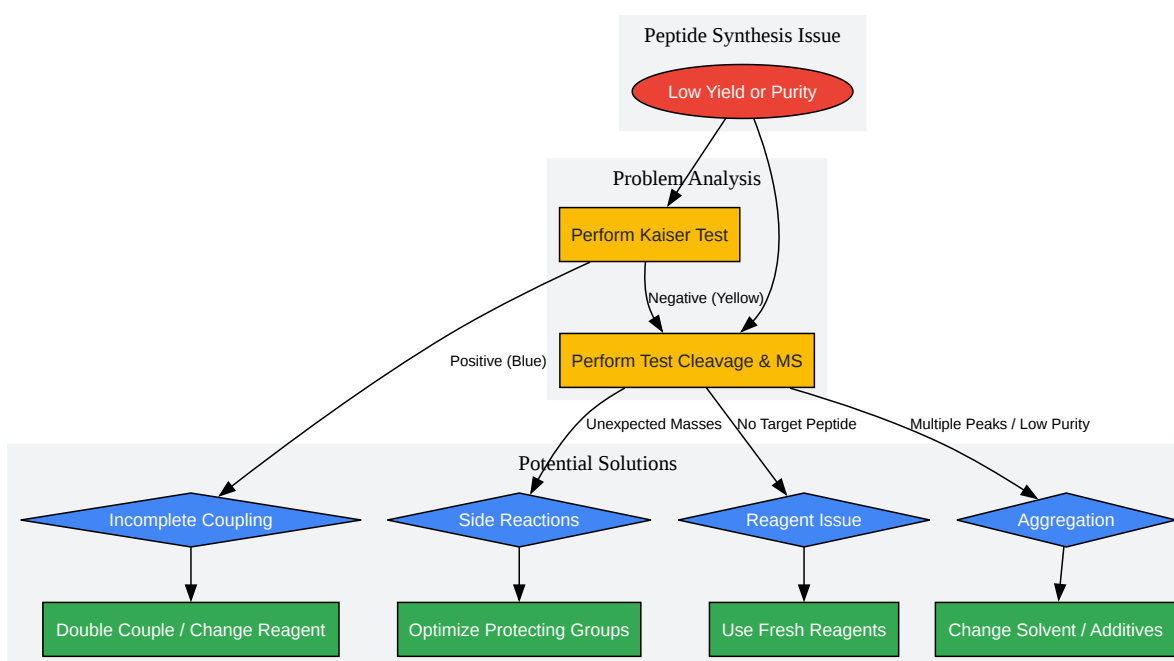 Peptide Synthesis Issue
Low Yield or Purity
Problem Analysis
Perform Kaiser Test
Negative (Yellow)
Positive (Blue)
Perform Test Cleavage & MS
Unexpected Masses
No Target Peptide
Multiple Peaks / Low Purity
Potential Solutions
Incomplete Coupling
Side Reactions
Reagent Issue
Aggregation
Double Couple / Change Reagent
Optimize Protecting Groups
Use Fresh Reagents
Change Solvent / Additives